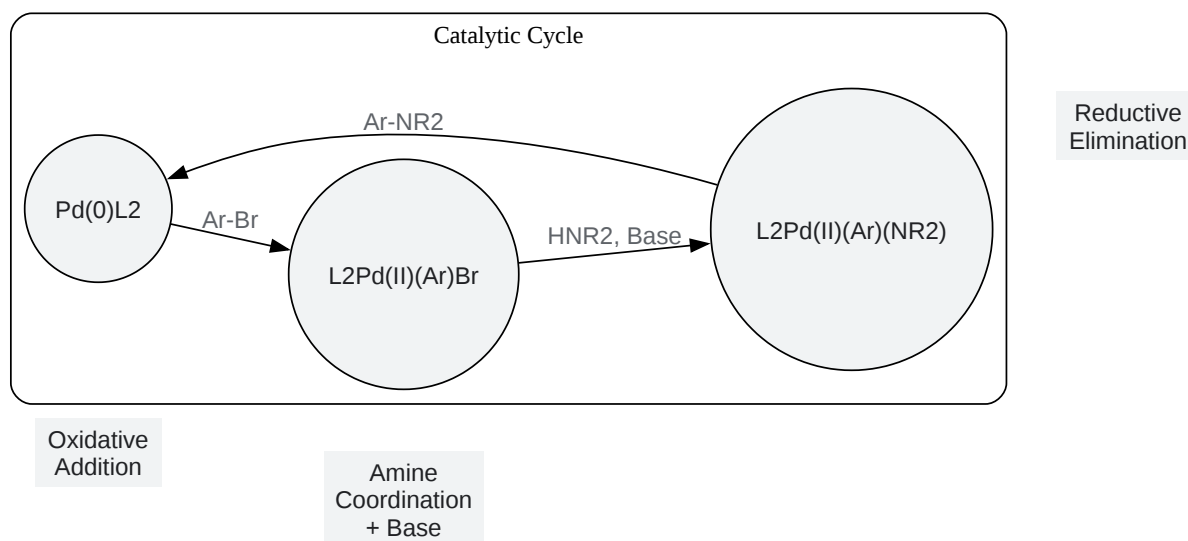 Catalytic Cycle
Ar-NR2
Reductive
Elimination
Pd(0)L2
Ar-Br
HNR2, Base
L2Pd(II)(Ar)(NR2)
L2Pd(II)(Ar)Br
Oxidative
Addition
Amine
Coordination
+ Base